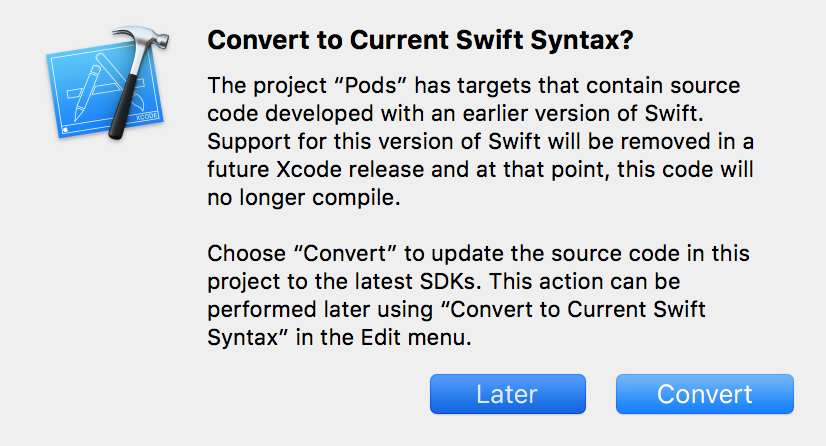 Convert to Current Swift Syntax?
The project “Pods” has targets that contain source
code developed with an earlier version of Swift.
Support for this version of Swift will be removed in a
future Xcode release and at that point, this code will
no longer compile.
Choose “Convert” to update the source code in this
project to the latest SDKs. This action can be
performed later using “Convert to Current Swift
Syntax” in the Edit menu.
Later
Convert
XCODE